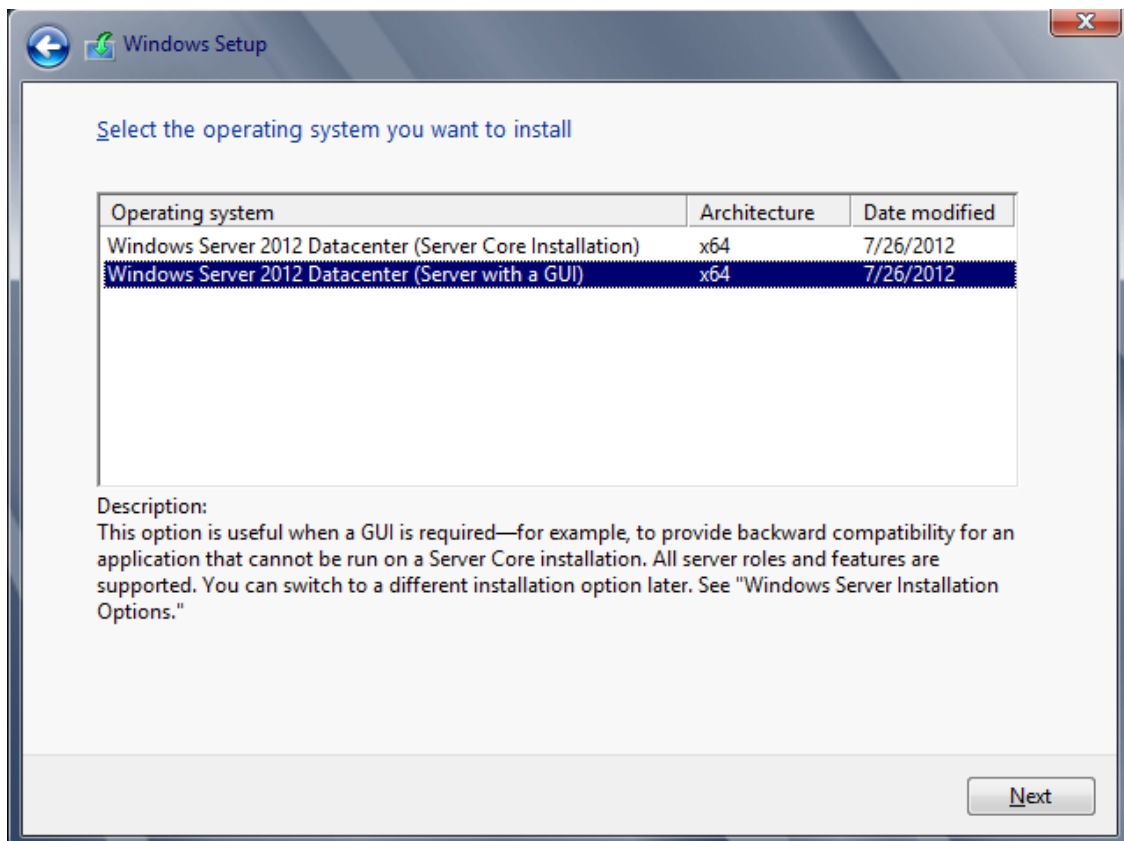 Windows Setup
Select the operating system you want to install
Operating system Architecture Date modified
Windows Server 2012 Datacenter (Server Core Installation) x64 7/26/2012
Windows Server 2012 Datacenter (Server with a GUI) x64 7/26/2012
Description:
This option is useful when a GUI is required—for example, to provide backward compatibility for an
application that cannot be run on a Server Core installation. All server roles and features are
supported. You can switch to a different installation option later. See "Windows Server Installation
Options."
Next